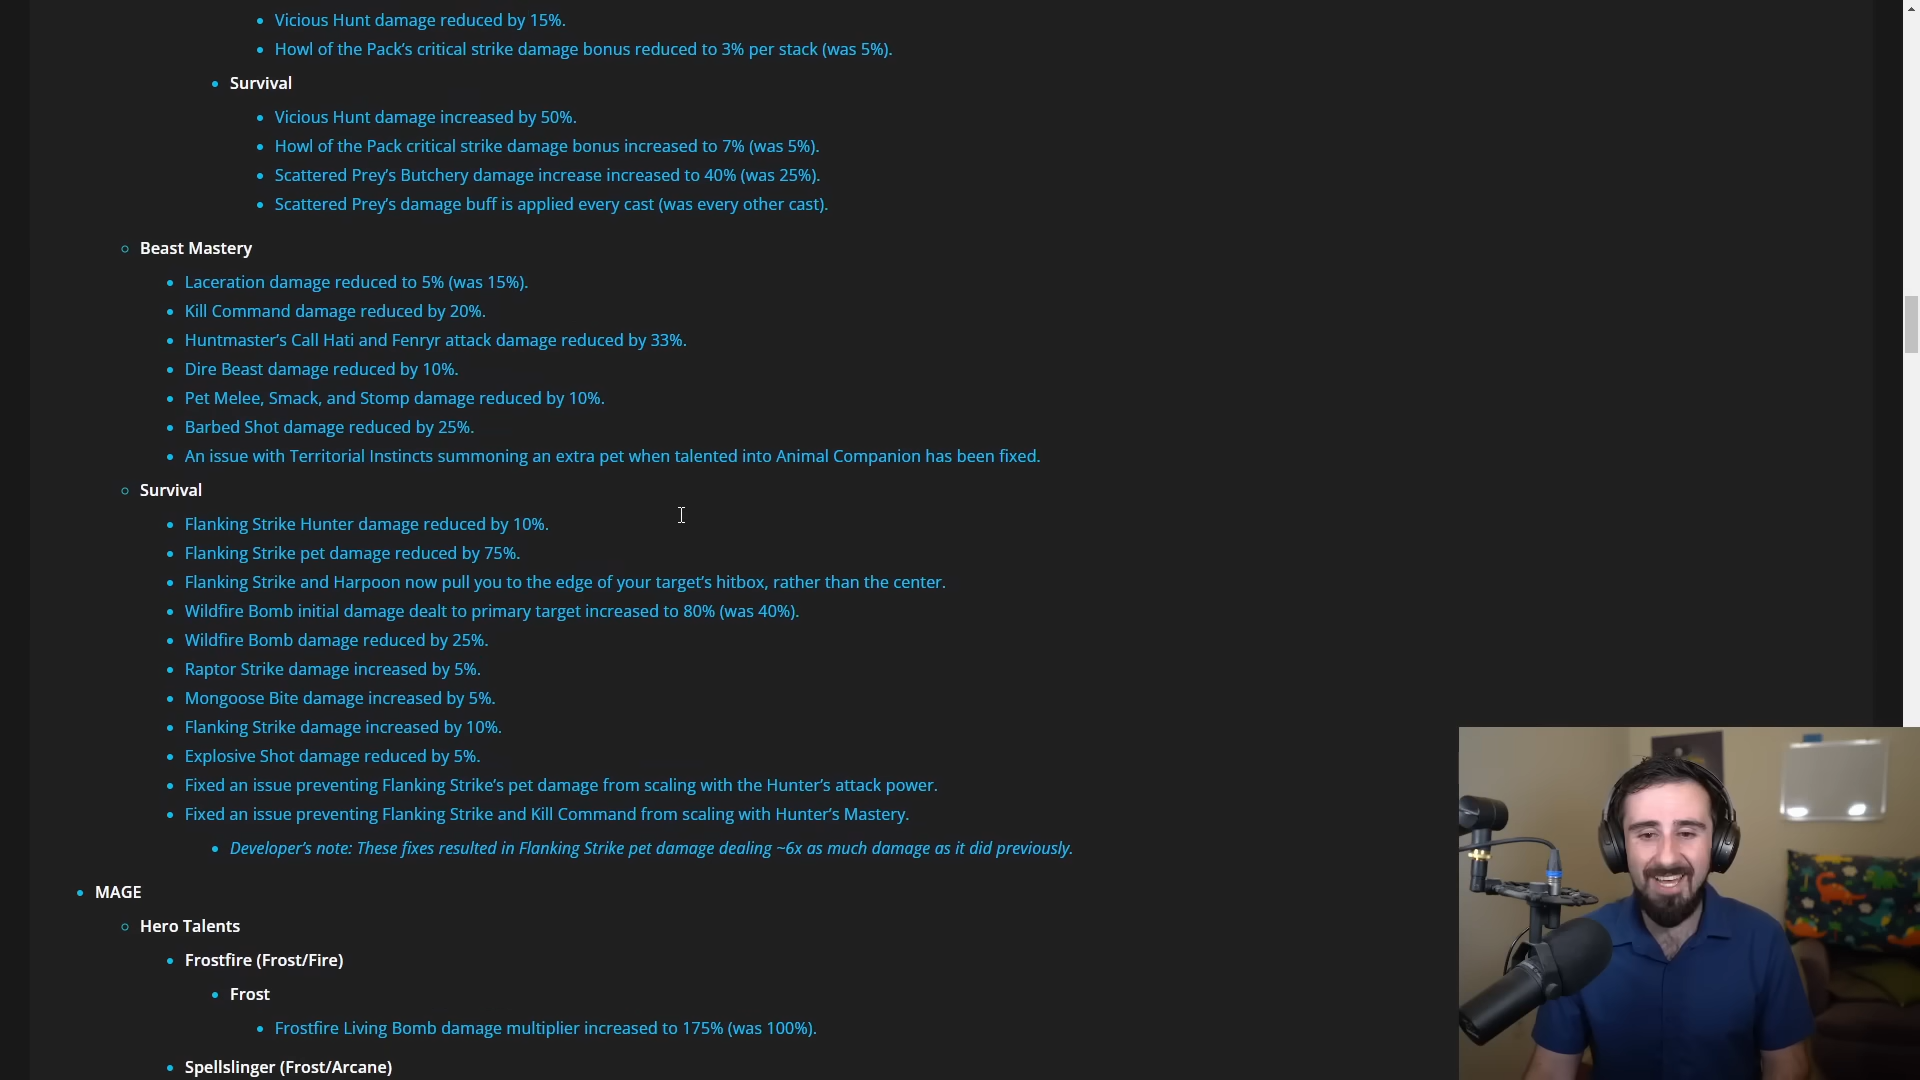 Vicious Hunt damage reduced by 15%.
Howl of the Pack’s critical strike damage bonus reduced to 3% per stack (was 5%).
Survival
Vicious Hunt damage increased by 50%.
Howl of the Pack critical strike damage bonus increased to 7% (was 5%).
Scattered Prey’s Butchery damage increase increased to 40% (was 25%).
Scattered Prey’s damage buff is applied every cast (was every other cast).
Beast Mastery
Laceration damage reduced to 5% (was 15%).
Kill Command damage reduced by 20%.
Huntmaster’s Call Hati and Fenryr attack damage reduced by 33%.
Dire Beast damage reduced by 10%.
Pet Melee, Smack, and Stomp damage reduced by 10%.
Barbed Shot damage reduced by 25%.
An issue with Territorial Instincts summoning an extra pet when talented into Animal Companion has been fixed.
Survival
Flanking Strike Hunter damage reduced by 10%.
Flanking Strike pet damage reduced by 75%.
Flanking Strike and Harpoon now pull you to the edge of your target’s hitbox, rather than the center.
Wildfire Bomb initial damage dealt to primary target increased to 80% (was 40%).
Wildfire Bomb damage reduced by 25%.
Raptor Strike damage increased by 5%.
Mongoose Bite damage increased by 5%.
Flanking Strike damage increased by 10%.
Explosive Shot damage reduced by 5%.
Fixed an issue preventing Flanking Strike’s pet damage from scaling with the Hunter’s attack power.
Fixed an issue preventing Flanking Strike and Kill Command from scaling with Hunter’s Mastery.
Developer’s note: These fixes resulted in Flanking Strike pet damage dealing ~6x as much damage as it did previously.
MAGE
Hero Talents
Frostfire (Frost/Fire)
Frost
Frostfire Living Bomb damage multiplier increased to 175% (was 100%).
Spellslinger (Frost/Arcane)